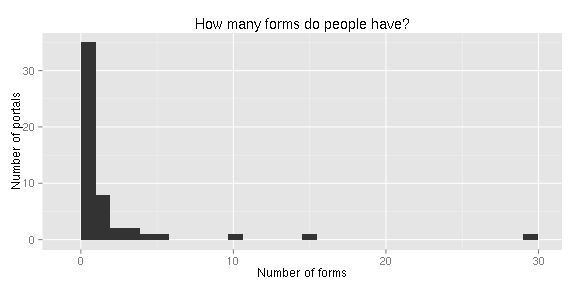 How many forms do people have?
Number of portals
30
20
10
0
0 10 20 30
Number of forms